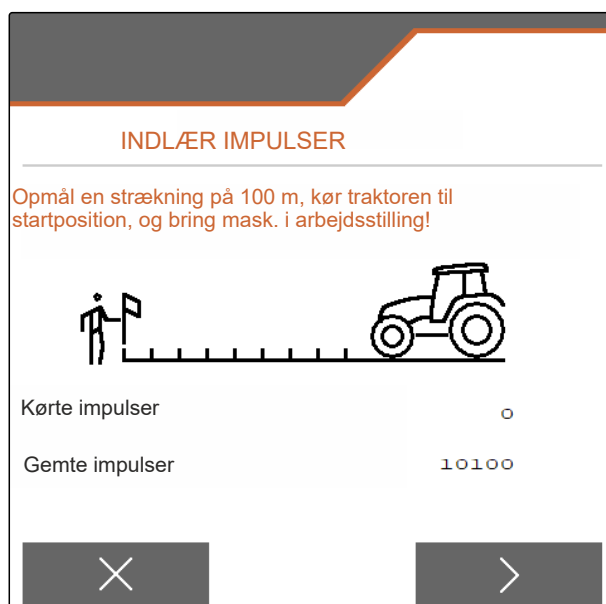 INDLÆR IMPULSER
Opmål en strækning på 100 m, kør traktoren til
startposition, og bring mask. i arbejdsstilling!
Kørte impulser 0
Gemte impulser 10100